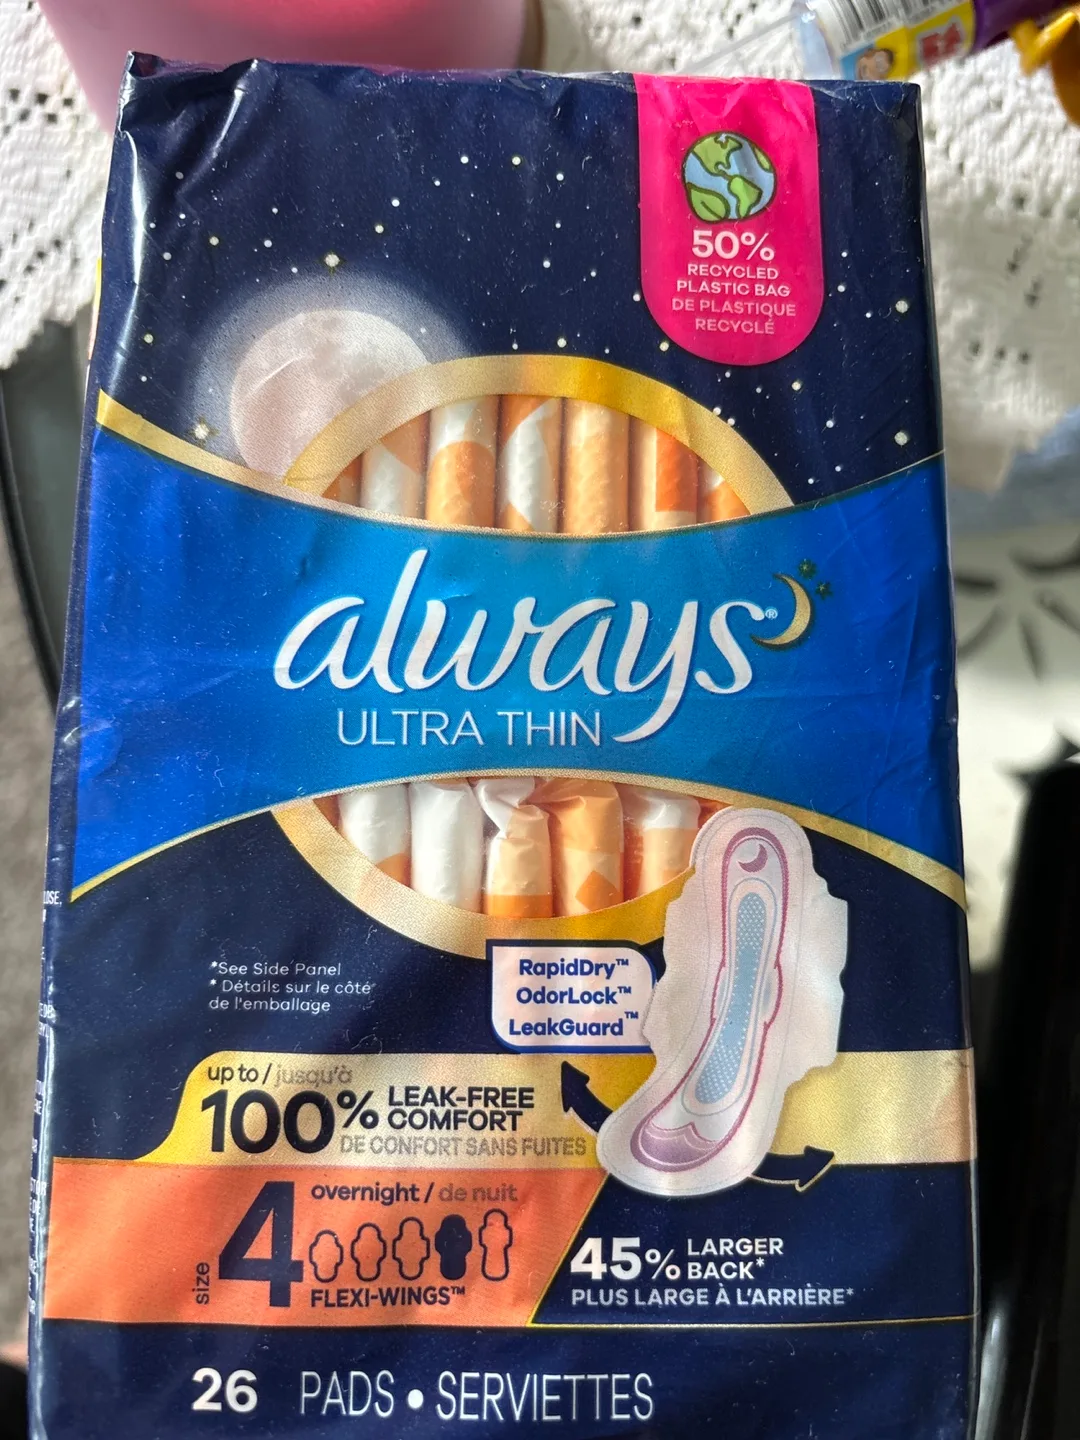 50%
RECYCLED
PLASTIC BAG
DE PLASTIQUE
RECYCLÉ
always®
ULTRA THIN
RapidDry™
OdorLock™
LeakGuard™
*See Side Panel
* Détails sur le côté
de l'emballage
up to / jusqu'à
100% LEAK-FREE
COMFORT
DE CONFORT SANS FUITES
size 4
overnight / de nuit
FLEXI-WINGS™
45% LARGER
BACK*
PLUS LARGE À L'ARRIÈRE*
26 PADS • SERVIETTES